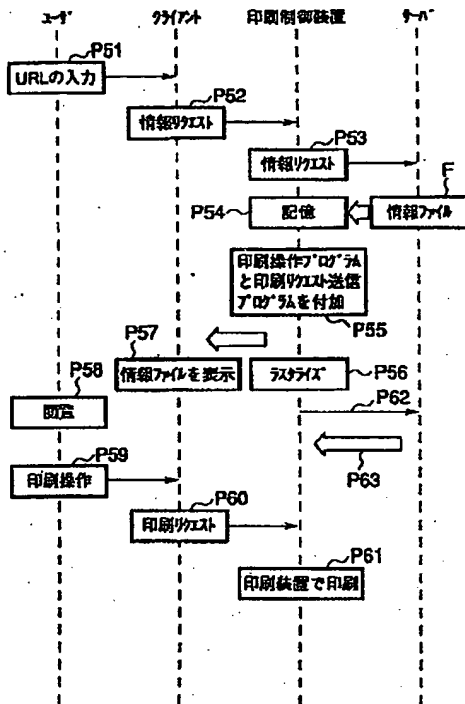 ユーザ クライアント 印刷制御装置 サーバ
P51
URLの入力
P52
情報リクエスト
P53
情報リクエスト
F
P54 記憶 情報ファイル
印刷操作プログラム
と印刷リクエスト送信
プログラムを付加
P55
P57
情報ファイルを表示 ラスタライズ P56
P58
P62
閲覧
P63
P59
印刷操作
P60
印刷リクエスト
P61
印刷装置で印刷